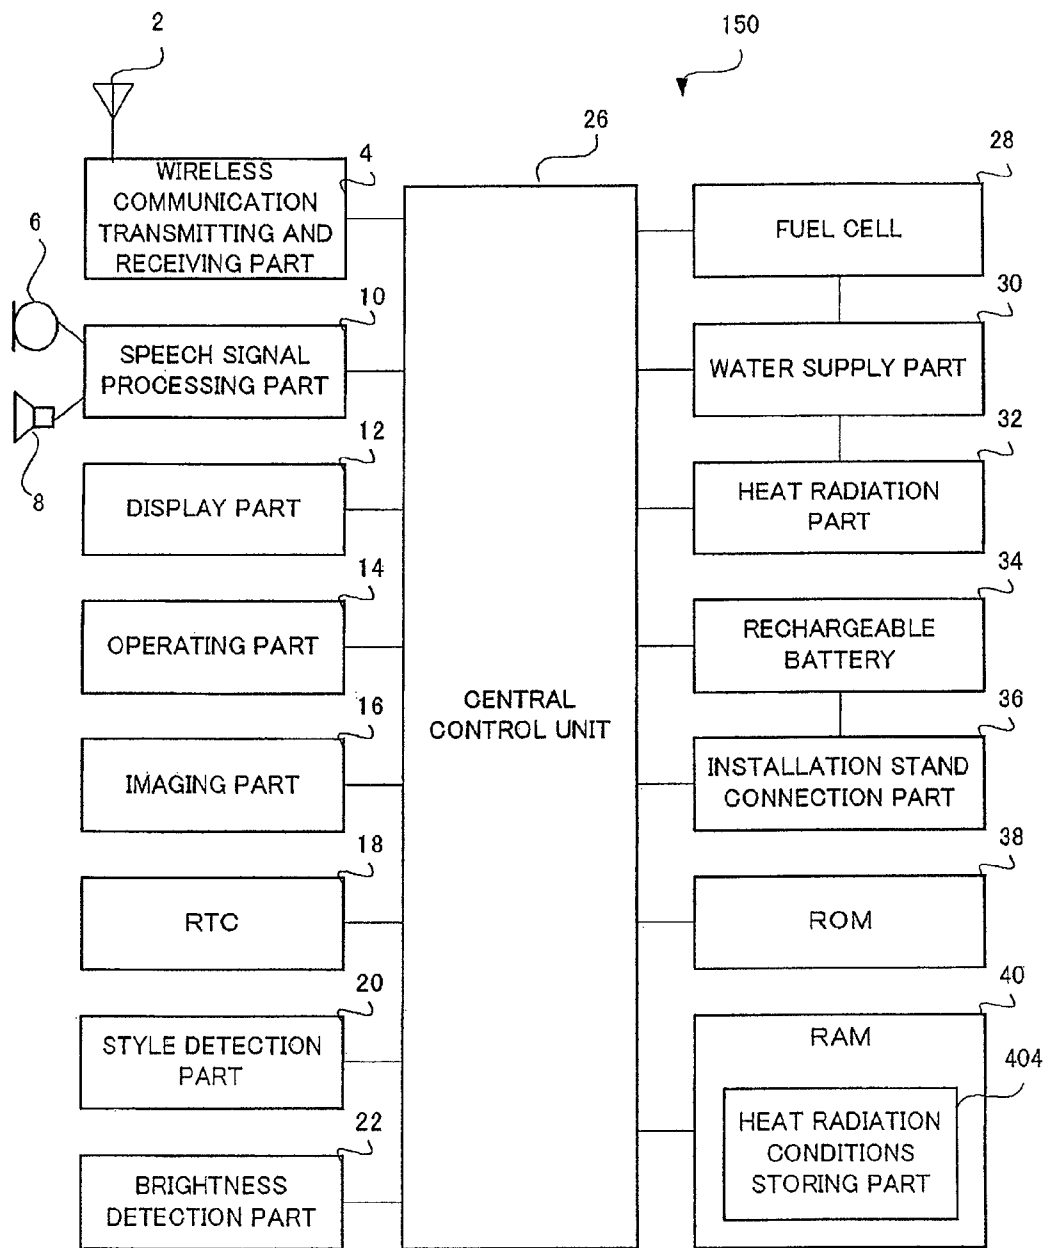 2
150
26
4
WIRELESS
COMMUNICATION
TRANSMITTING AND
RECEIVING PART
28
FUEL CELL
6
10
SPEECH SIGNAL
PROCESSING PART
8
30
WATER SUPPLY PART
12
DISPLAY PART
32
HEAT RADIATION
PART
14
OPERATING PART
34
RECHARGEABLE
BATTERY
CENTRAL
CONTROL UNIT
16
IMAGING PART
36
INSTALLATION STAND
CONNECTION PART
18
RTC
38
ROM
20
STYLE DETECTION
PART
40
RAM
404
HEAT RADIATION
CONDITIONS
STORING PART
22
BRIGHTNESS
DETECTION PART